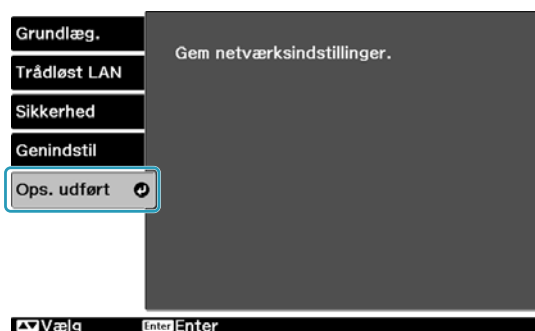 Grundlæg.
Trådløst LAN
Sikkerhed
Genindstil
Ops. udført
Gem netværksindstillinger.
Vælg
Enter Enter